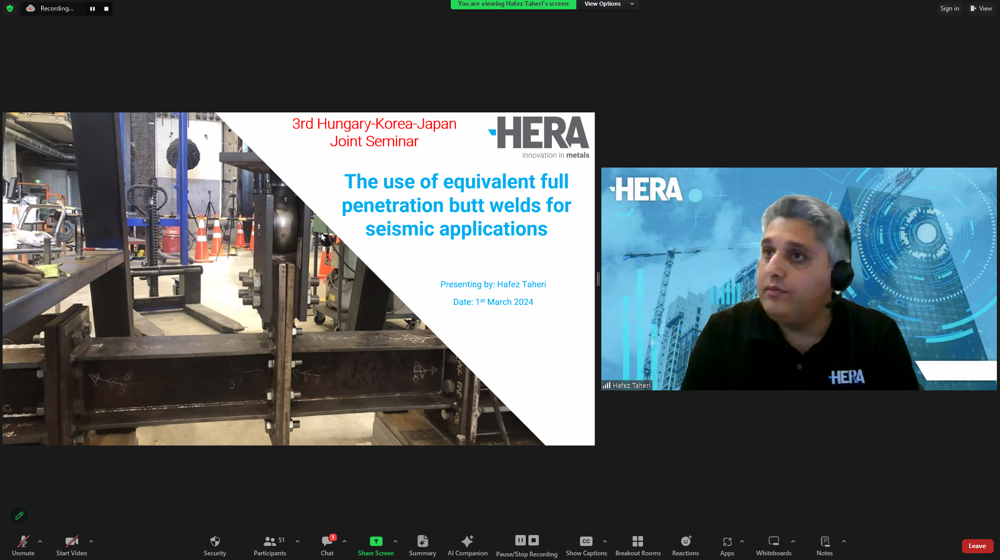 Recording...
You are viewing Hafez Taheri's screen
View Options
Sign in
View
3rd Hungary-Korea-Japan
Joint Seminar
HERA
innovation in metals
The use of equivalent full
penetration butt welds for
seismic applications
Presenting by: Hafez Taheri
Date: 1st March 2024
HERA
HERA
Hafez Taheri
Unmute
Start Video
Security
51
Participants
1
Chat
Share Screen
Summary
AI Companion
Pause/Stop Recording
CC
Show Captions
Breakout Rooms
Reactions
Apps
Whiteboards
Notes
Leave